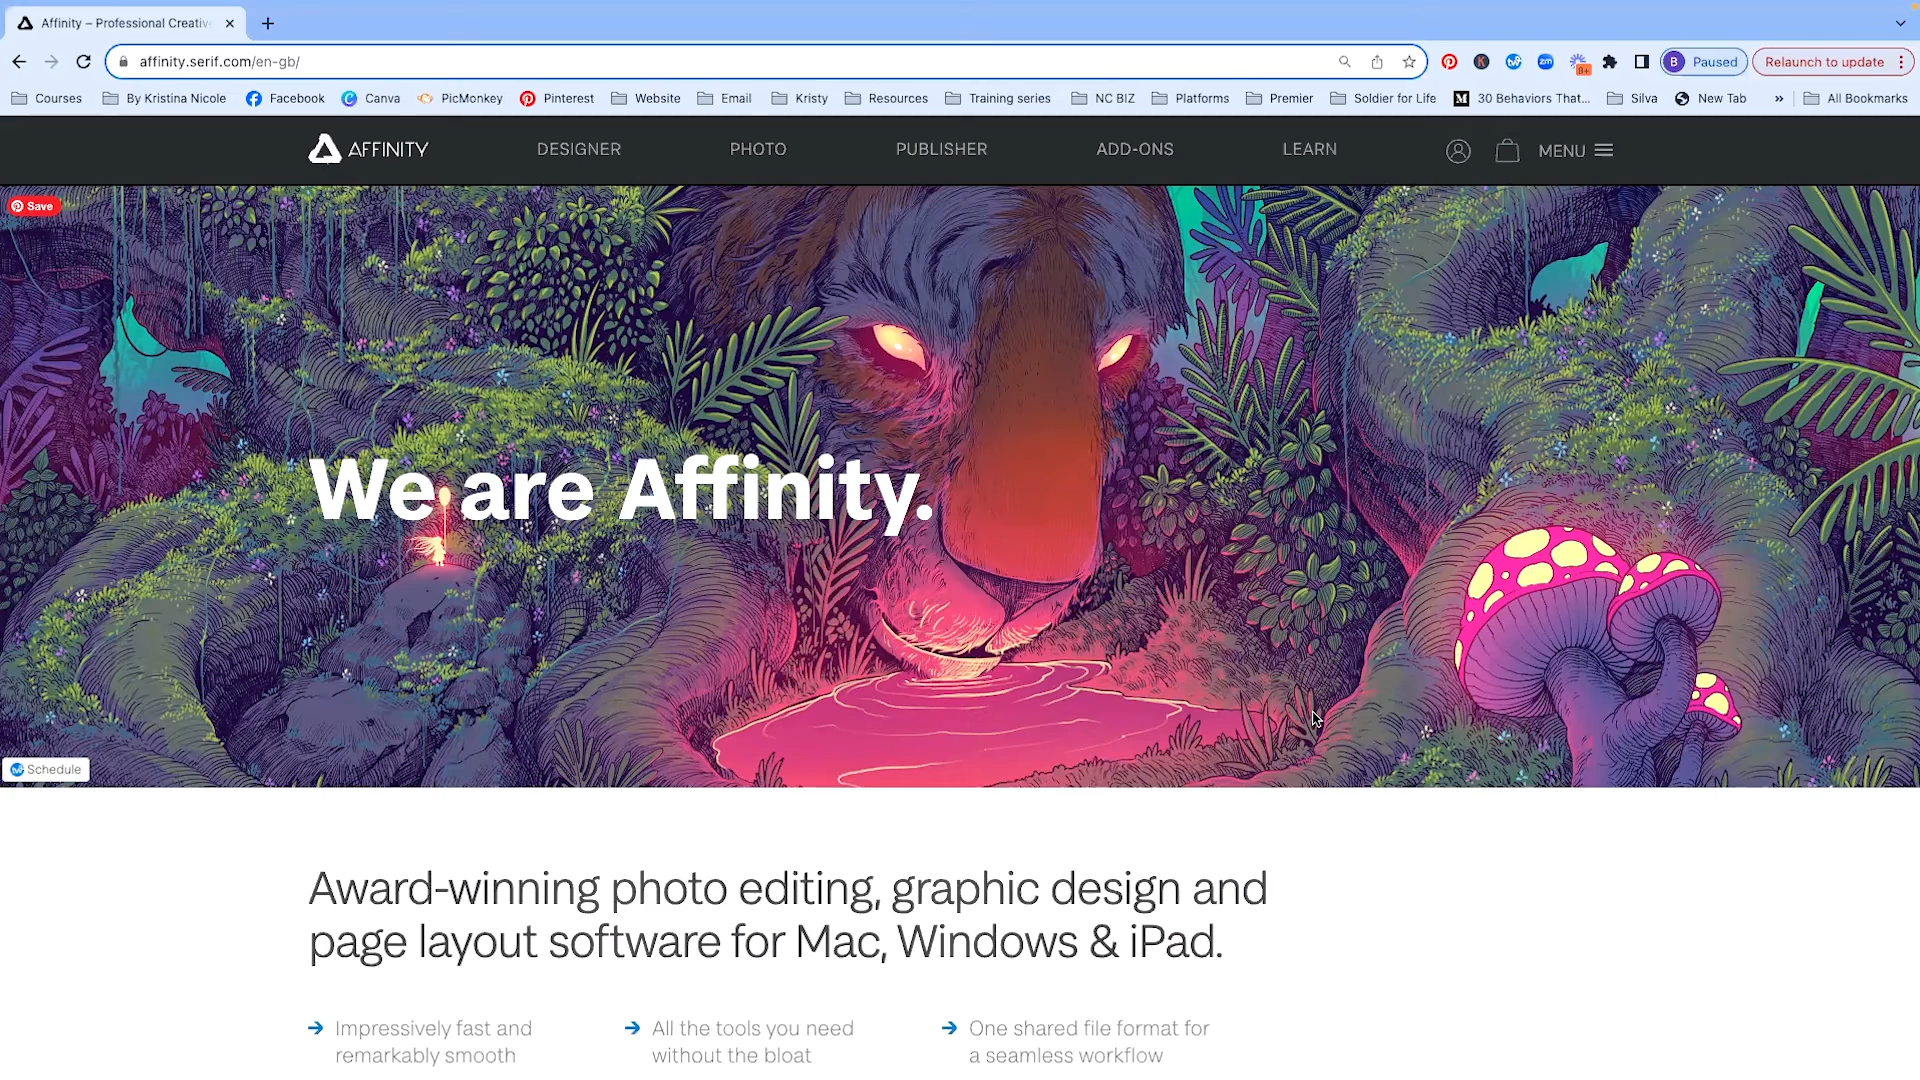 Affinity – Professional Creativ
affinity.serif.com/en-gb/
8+
B Paused
Relaunch to update
Courses By Kristina Nicole Facebook Canva PicMonkey Pinterest Website Email Kristy Resources Training series NC BIZ Platforms Premier Soldier for Life 30 Behaviors That... Silva New Tab » All Bookmarks
AFFINITY DESIGNER PHOTO PUBLISHER ADD-ONS LEARN MENU
Save
We are Affinity.
Schedule
Award-winning photo editing, graphic design and
page layout software for Mac, Windows & iPad.
Impressively fast and
remarkably smooth
All the tools you need
without the bloat
One shared file format for
a seamless workflow